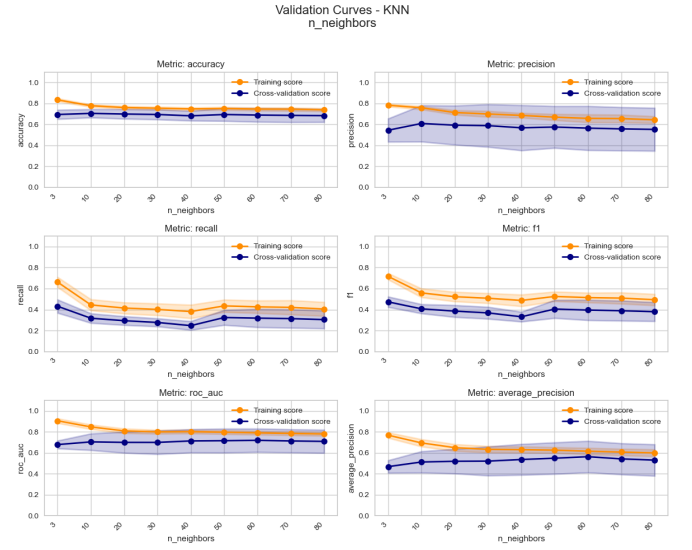 Validation Curves - KNN
n_neighbors
Metric: accuracy
1.0
0.8
0.6
0.4
0.2
0.0
accuracy
Training score
Cross-validation score
3
10
20
30
40
50
60
70
80
n_neighbors
Metric: precision
1.0
0.8
0.6
0.4
0.2
0.0
precision
Training score
Cross-validation score
3
10
20
30
40
50
60
70
80
n_neighbors
Metric: recall
1.0
0.8
0.6
0.4
0.2
0.0
recall
Training score
Cross-validation score
3
10
20
30
40
50
60
70
80
n_neighbors
Metric: f1
1.0
0.8
0.6
0.4
0.2
0.0
f1
Training score
Cross-validation score
3
10
20
30
40
50
60
70
80
n_neighbors
Metric: roc_auc
1.0
0.8
0.6
0.4
0.2
0.0
roc_auc
Training score
Cross-validation score
3
10
20
30
40
50
60
70
80
n_neighbors
Metric: average_precision
1.0
0.8
0.6
0.4
0.2
0.0
average_precision
Training score
Cross-validation score
3
10
20
30
40
50
60
70
80
n_neighbors